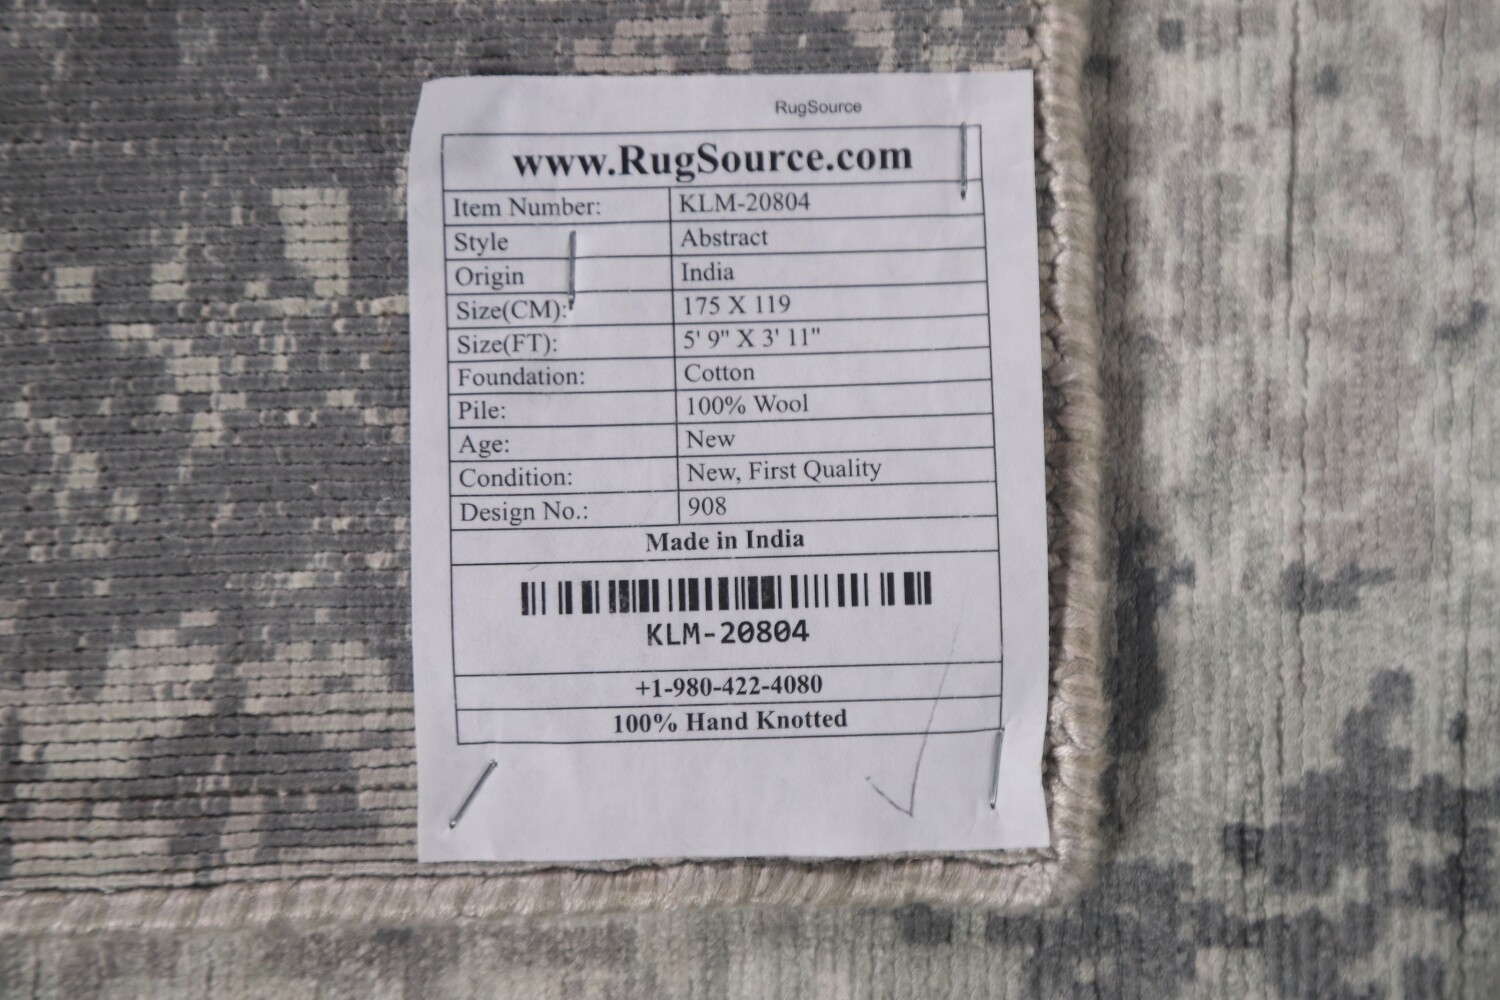 RugSource
www.RugSource.com
Item Number: KLM-20804
Style Abstract
Origin India
Size(CM): 175 X 119
Size(FT): 5' 9" X 3' 11"
Foundation: Cotton
Pile: 100% Wool
Age: New
Condition: New, First Quality
Design No.: 908
Made in India
KLM-20804
+1-980-422-4080
100% Hand Knotted